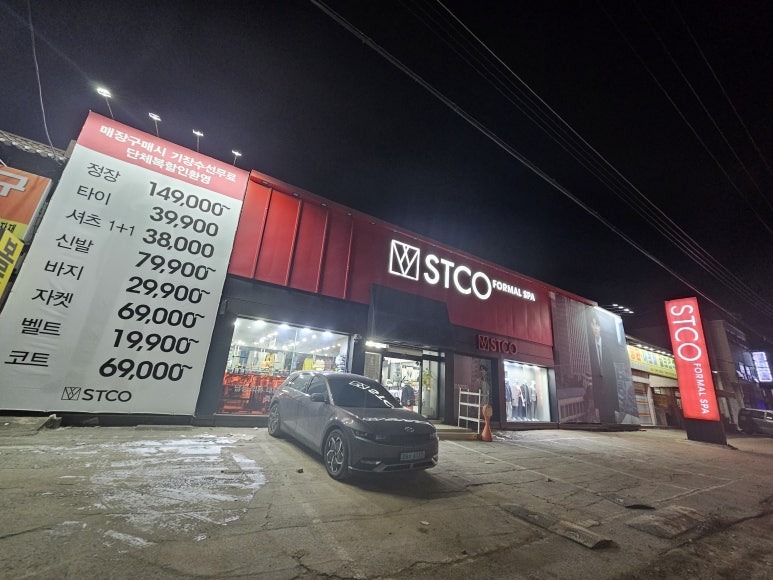 매장구매시 기장수선무료
단체복할인환영
정장 149,000~
타이 39,900
셔츠 1+1 38,000
신발 79,900~
바지 29,900~
자켓 69,000~
벨트 19,900~
코트 69,000~
STCO
STCO FORMAL SPA
STCO
STCO FORMAL SPA
구